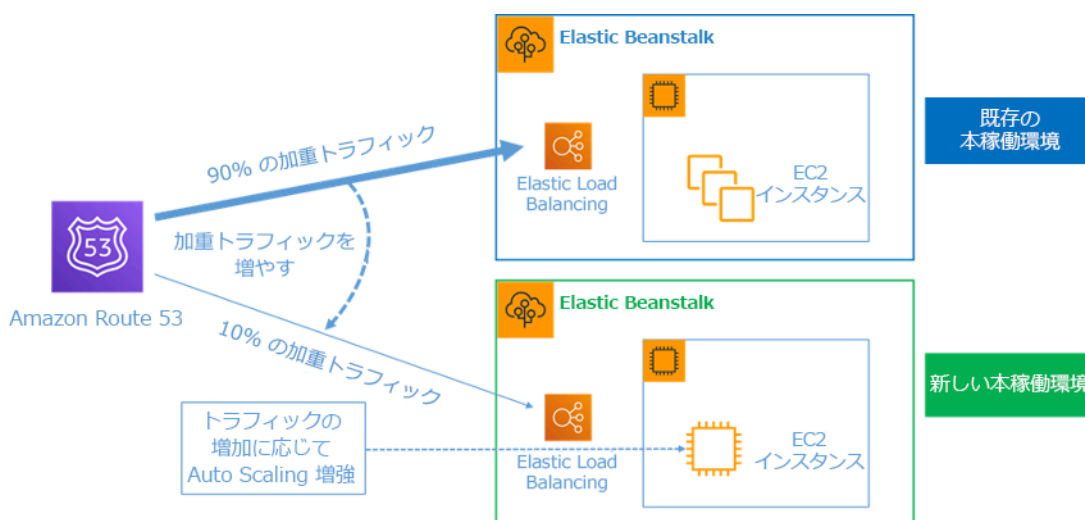 Elastic Beanstalk
既存の
本稼働環境
90% の加重トラフィック
Elastic Load
Balancing
EC2
インスタンス
53
加重トラフィックを
増やす
Amazon Route 53
10% の加重トラフィック
Elastic Beanstalk
新しい本稼働環境
トラフィックの
増加に応じて
Auto Scaling 増強
Elastic Load
Balancing
EC2
インスタンス